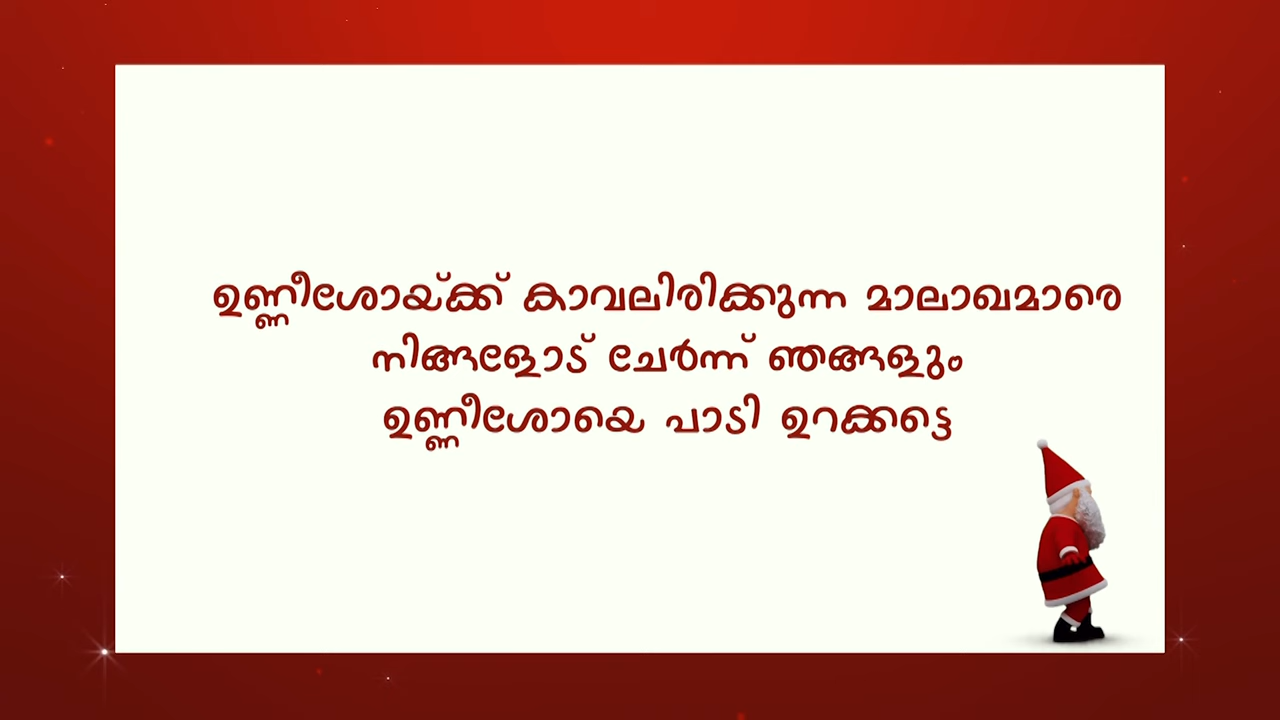 ഉണ്ണീശോയ്ക്ക് കാവലിരിക്കുന്ന മാലാഖമാരെ
നിങ്ങളോട് ചേർന്ന് ഞങ്ങളും
ഉണ്ണീശോയെ പാടി ഉറക്കട്ടെ